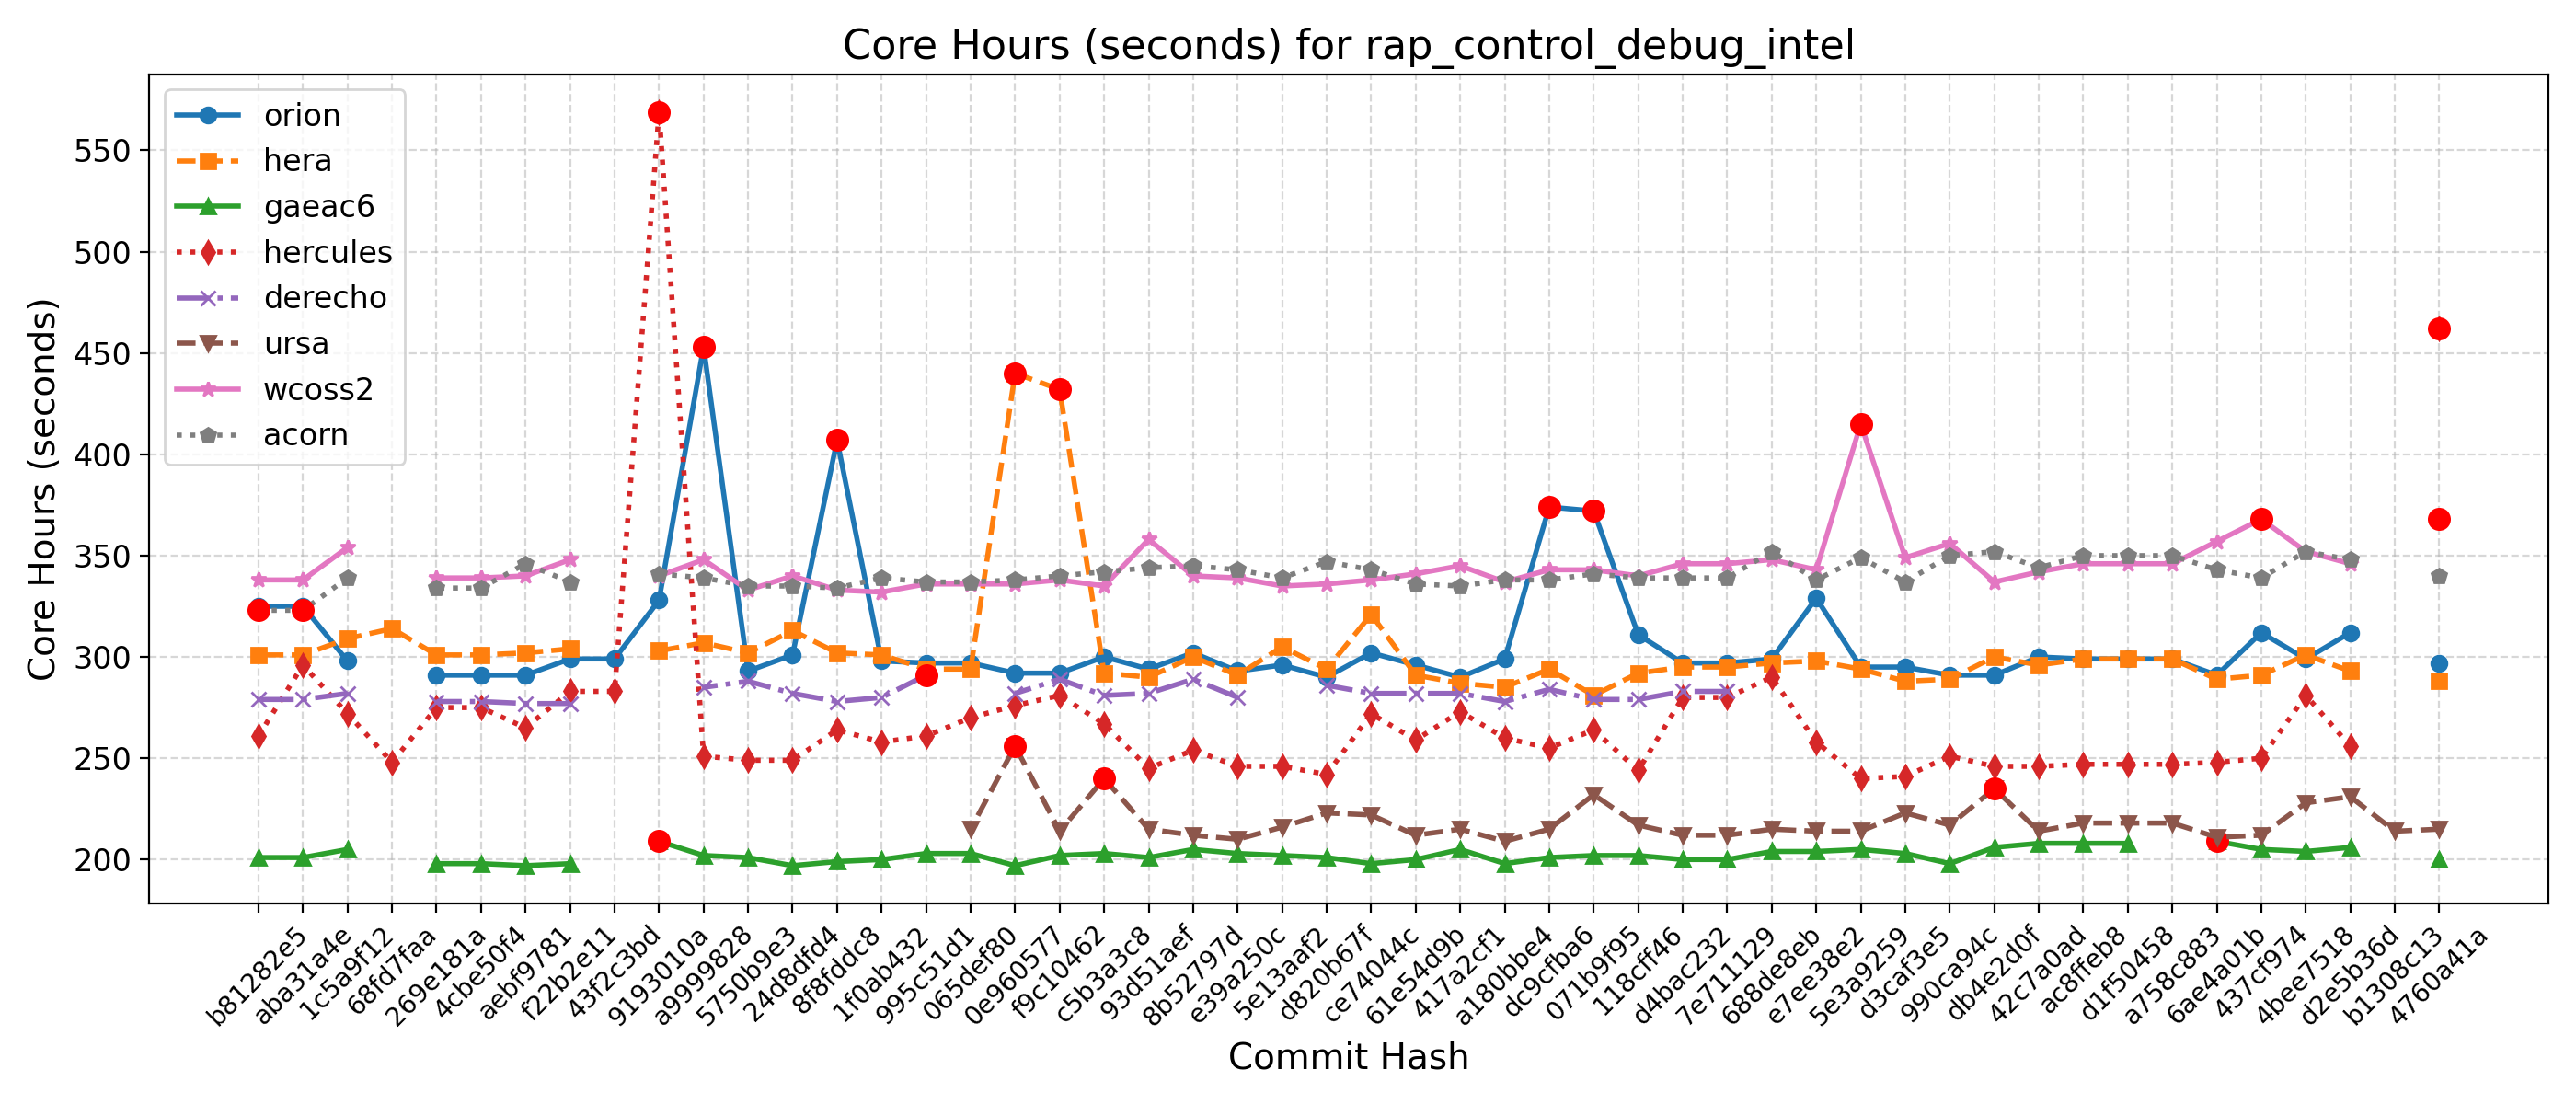 Core Hours (seconds) for rap_control_debug_intel
Core Hours (seconds)
550
500
450
400
350
300
250
200
orion
hera
gaeac6
hercules
derecho
ursa
wcoss2
acorn
b81282e5
aba31a4e
1c5a9f12
68fd7faa
269e181a
4cbe50f4
aebf9781
f22b2e11
43f2c3bd
9193010a
a9999828
5750b9e3
24d8dfd4
8f8fddc8
1f0ab432
995c51d1
065def80
0e960577
f9c10462
c5b3a3c8
93d51aef
8b52797d
e39a250c
5e13aaf2
d820b67f
ce74044c
61e54d9b
417a2cf1
a180bbe4
dc9cfba6
071b9f95
118cff46
d4bac232
7e711129
688de8eb
e7ee38e2
5e3a9259
d3caf3e5
990ca94c
db4e2d0f
42c7a0ad
ac8ffeb8
d1f50458
a758c883
6ae4a01b
437cf974
4bee7518
d2e5b36d
b1308c13
4760a41a
Commit Hash